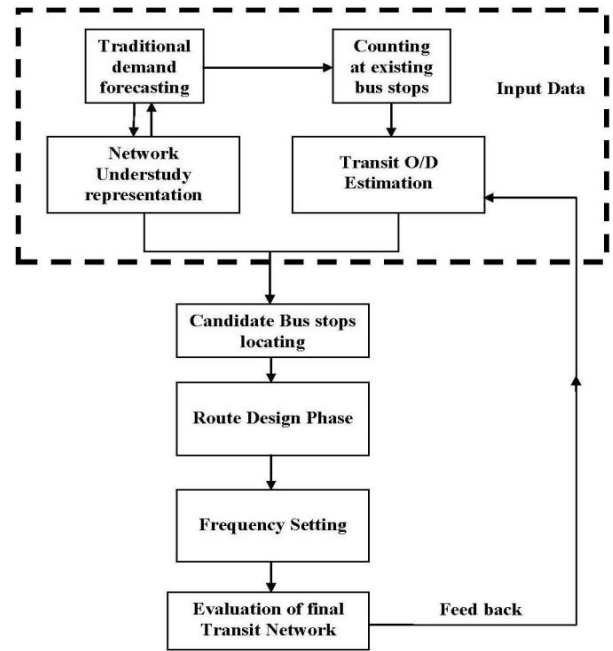 Traditional
demand
forecasting
Counting
at existing
bus stops
Input Data
Network
Understudy
representation
Transit O/D
Estimation
Candidate Bus stops
locating
Route Design Phase
Frequency Setting
Evaluation of final
Transit Network
Feed back